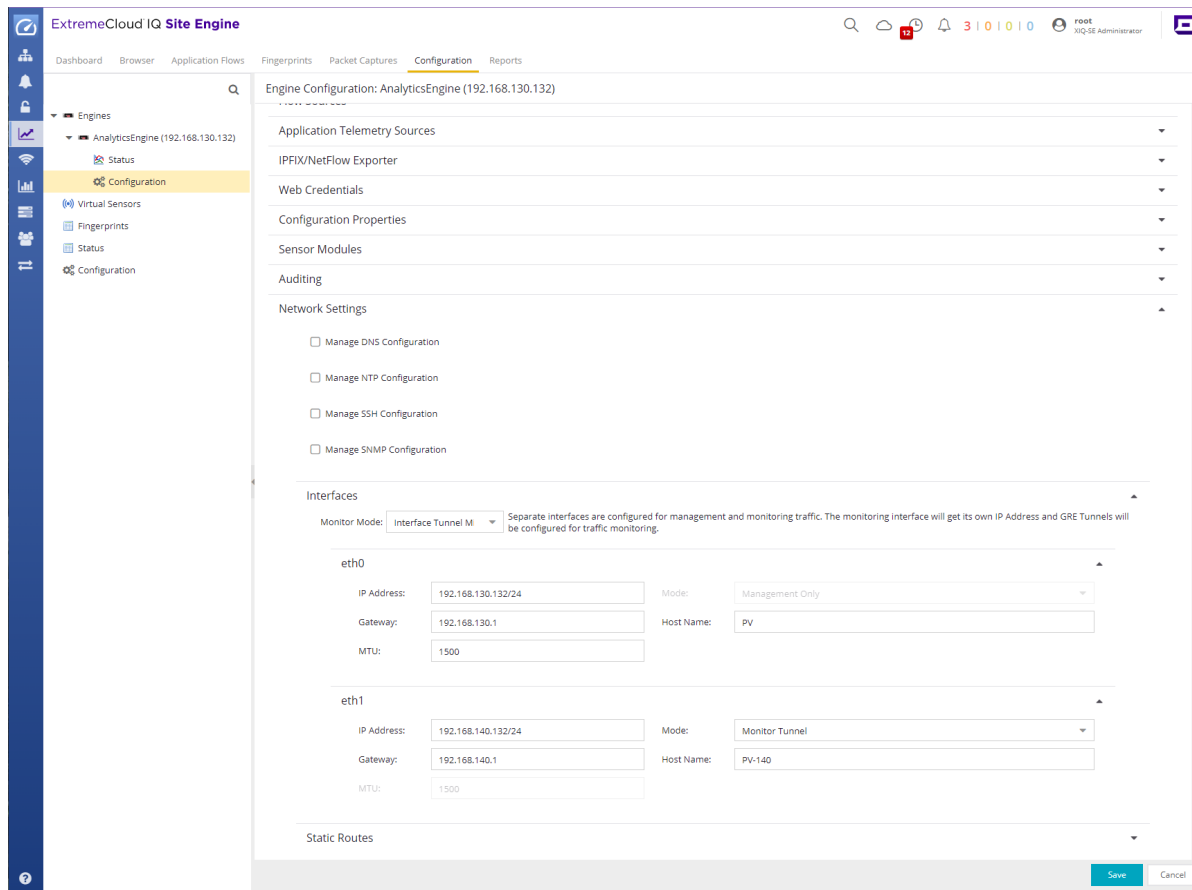 ExtremeCloud IQ Site Engine
12
3 | 0 | 0 | 0
root
XIQ-SE Administrator
Dashboard Browser Application Flows Fingerprints Packet Captures Configuration Reports
Engine Configuration: AnalyticsEngine (192.168.130.132)
Engines
AnalyticsEngine (192.168.130.132)
Status
Configuration
Virtual Sensors
Fingerprints
Status
Configuration
Flow Sources
Application Telemetry Sources
IPFIX/NetFlow Exporter
Web Credentials
Configuration Properties
Sensor Modules
Auditing
Network Settings
Manage DNS Configuration
Manage NTP Configuration
Manage SSH Configuration
Manage SNMP Configuration
Interfaces
Monitor Mode: Interface Tunnel M Separate interfaces are configured for management and monitoring traffic. The monitoring interface will get its own IP Address and GRE Tunnels will
be configured for traffic monitoring.
eth0
IP Address: 192.168.130.132/24 Mode: Management Only
Gateway: 192.168.130.1 Host Name: PV
MTU: 1500
eth1
IP Address: 192.168.140.132/24 Mode: Monitor Tunnel
Gateway: 192.168.140.1 Host Name: PV-140
MTU: 1500
Static Routes
Save Cancel